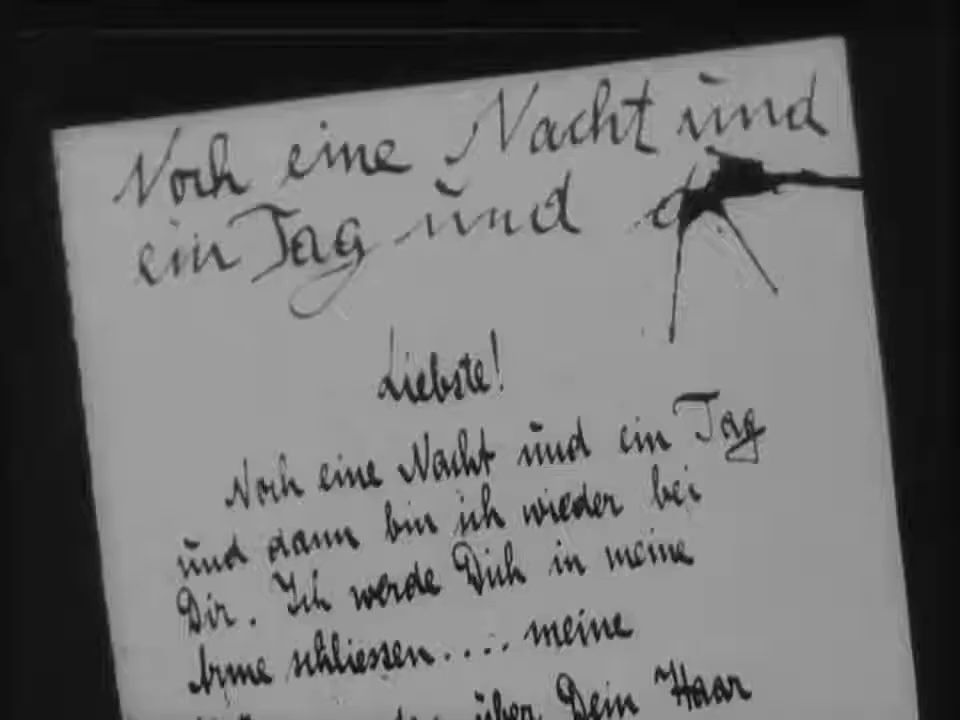 Noch eine Nacht und
ein Tag und d
Liebste!
Noch eine Nacht und ein Tag
und dann bin ich wieder bei
Dir. Ich werde Dich in meine
Arme schliessen.... meine
über Dein Haar